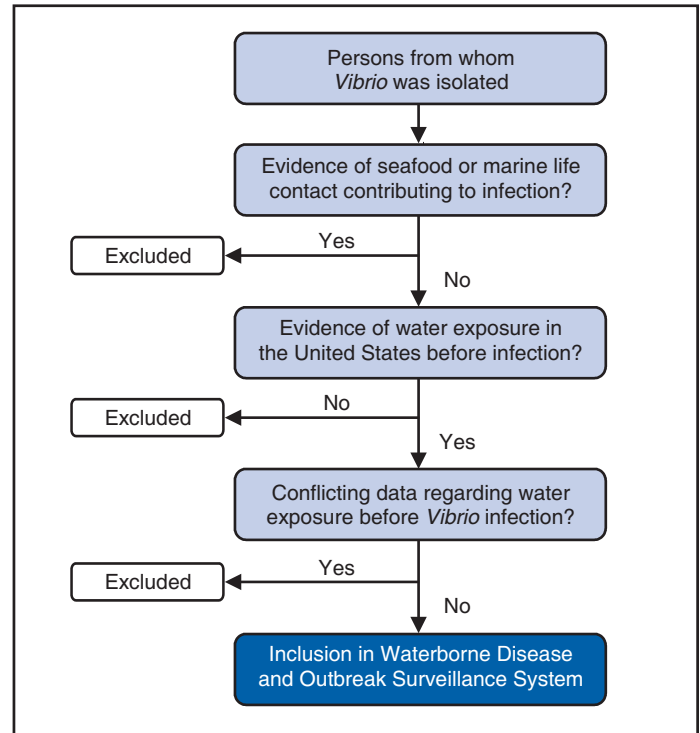 Persons from whom
Vibrio was isolated
Evidence of seafood or marine life
contact contributing to infection?
Yes
Excluded
No
Evidence of water exposure in
the United States before infection?
No
Excluded
Yes
Conflicting data regarding water
exposure before Vibrio infection?
Yes
Excluded
No
Inclusion in Waterborne Disease
and Outbreak Surveillance System